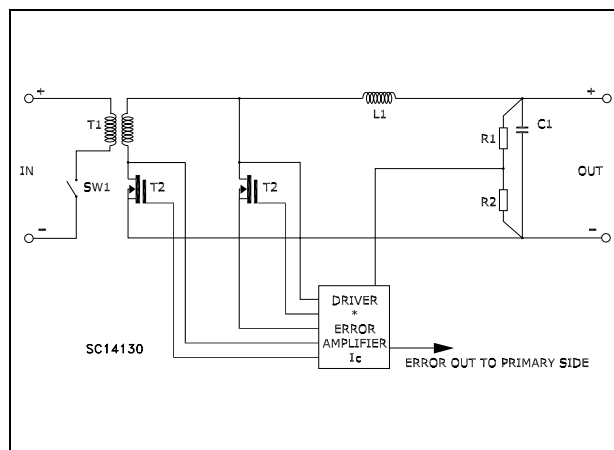 +
+
T1
L1
C1
R1
IN
SW1
T2
T2
OUT
R2
-
-
DRIVER
*
ERROR
AMPLIFIER
Ic
SC14130
ERROR OUT TO PRIMARY SIDE